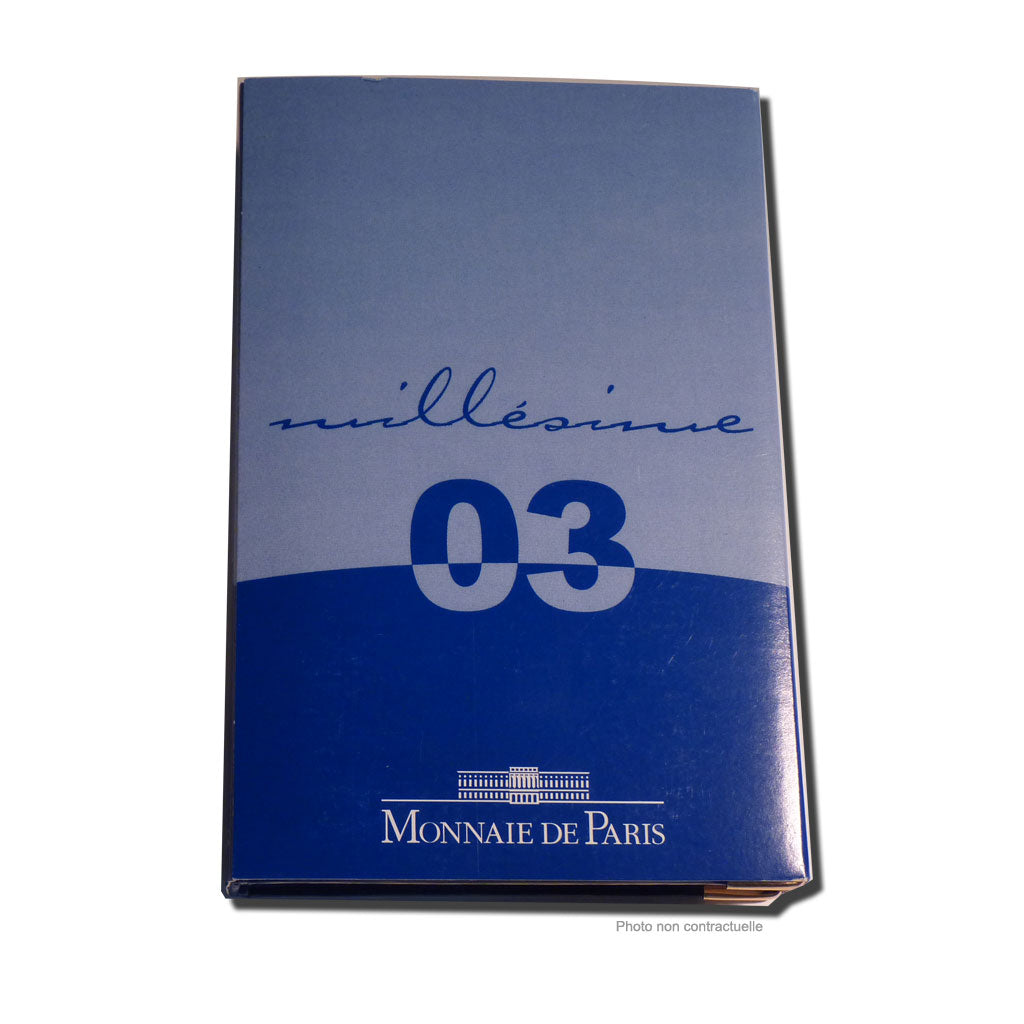 millésime
03
MONNAIE DE PARIS
Photo non contractuelle